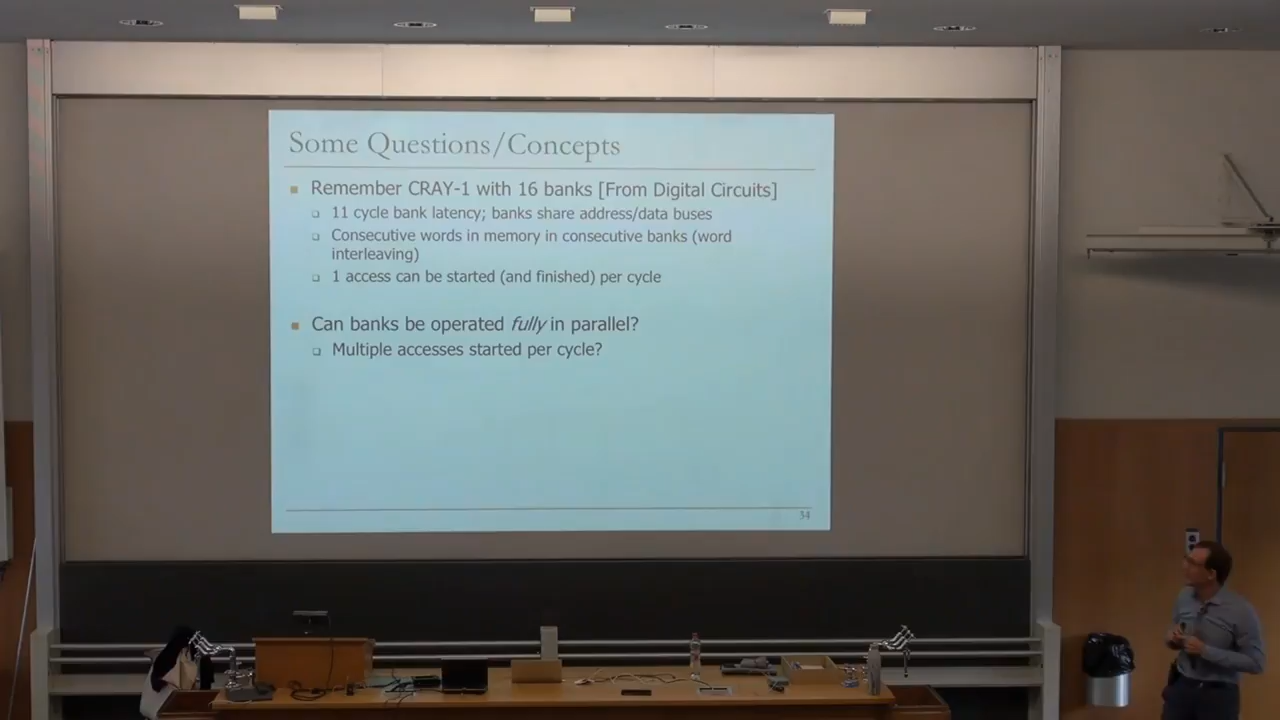 Some Questions/Concepts
Remember CRAY-1 with 16 banks [From Digital Circuits]
11 cycle bank latency; banks share address/data buses
Consecutive words in memory in consecutive banks (word
interleaving)
1 access can be started (and finished) per cycle
Can banks be operated fully in parallel?
Multiple accesses started per cycle?
34